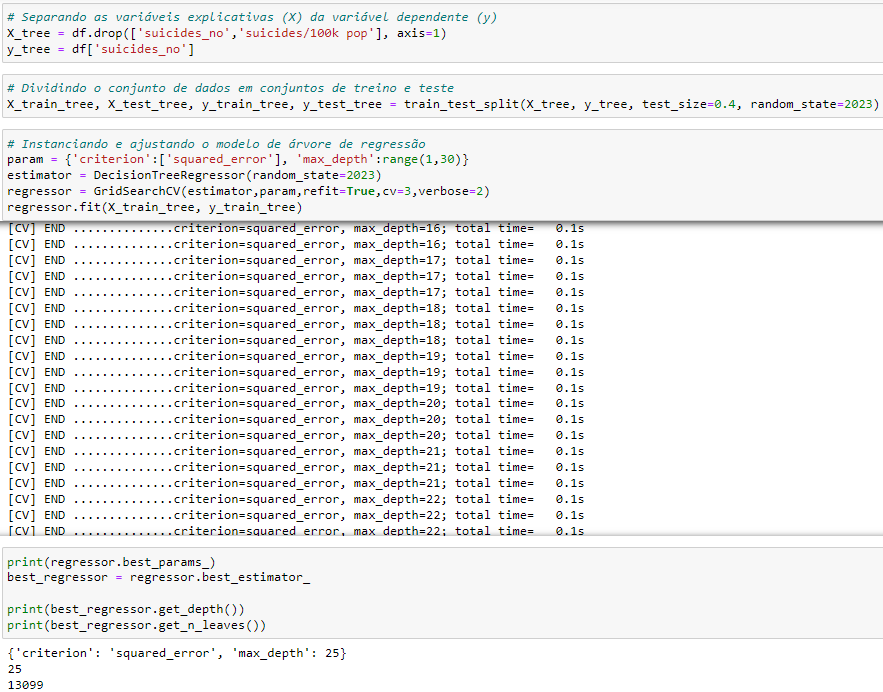 # Separando as variáveis explicativas (X) da variável dependente (y)
X_tree = df.drop(['suicides_no','suicides/100k pop'], axis=1)
y_tree = df['suicides_no']
# Dividindo o conjunto de dados em conjuntos de treino e teste
X_train_tree, X_test_tree, y_train_tree, y_test_tree = train_test_split(X_tree, y_tree, test_size=0.4, random_state=2023)
# Instanciando e ajustando o modelo de árvore de regressão
param = {'criterion':['squared_error'], 'max_depth':range(1,30)}
estimator = DecisionTreeRegressor(random_state=2023)
regressor = GridSearchCV(estimator,param,refit=True,cv=3,verbose=2)
regressor.fit(X_train_tree, y_train_tree)
[CV] END ..............criterion=squared_error, max_depth=16; total time=   0.1s
[CV] END ..............criterion=squared_error, max_depth=16; total time=   0.1s
[CV] END ..............criterion=squared_error, max_depth=17; total time=   0.1s
[CV] END ..............criterion=squared_error, max_depth=17; total time=   0.1s
[CV] END ..............criterion=squared_error, max_depth=17; total time=   0.1s
[CV] END ..............criterion=squared_error, max_depth=18; total time=   0.1s
[CV] END ..............criterion=squared_error, max_depth=18; total time=   0.1s
[CV] END ..............criterion=squared_error, max_depth=18; total time=   0.1s
[CV] END ..............criterion=squared_error, max_depth=19; total time=   0.1s
[CV] END ..............criterion=squared_error, max_depth=19; total time=   0.1s
[CV] END ..............criterion=squared_error, max_depth=19; total time=   0.1s
[CV] END ..............criterion=squared_error, max_depth=20; total time=   0.1s
[CV] END ..............criterion=squared_error, max_depth=20; total time=   0.1s
[CV] END ..............criterion=squared_error, max_depth=20; total time=   0.1s
[CV] END ..............criterion=squared_error, max_depth=21; total time=   0.1s
[CV] END ..............criterion=squared_error, max_depth=21; total time=   0.1s
[CV] END ..............criterion=squared_error, max_depth=21; total time=   0.1s
[CV] END ..............criterion=squared_error, max_depth=22; total time=   0.1s
[CV] END ..............criterion=squared_error, max_depth=22; total time=   0.1s
[CV] END ..............criterion=squared_error, max_depth=22; total time=   0.1s
print(regressor.best_params_)
best_regressor = regressor.best_estimator_
print(best_regressor.get_depth())
print(best_regressor.get_n_leaves())
{'criterion': 'squared_error', 'max_depth': 25}
25
13099